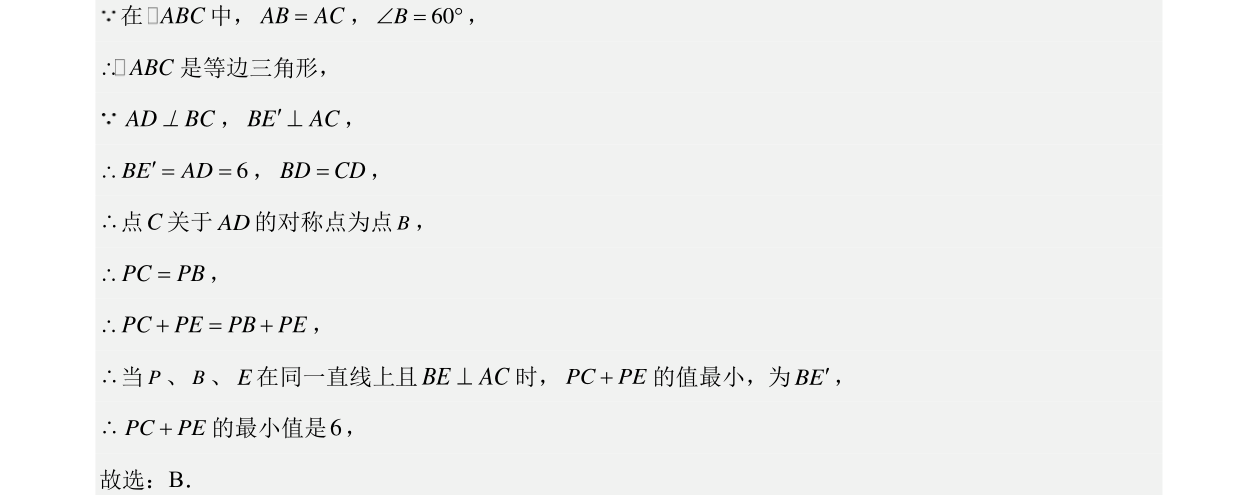 ∵在□ABC中，AB = AC，∠B = 60°，
∴□ABC是等边三角形，
∵ AD ⊥ BC，BE′ ⊥ AC，
∴BE′ = AD = 6，BD = CD，
∴点C关于AD的对称点为点B，
∴PC = PB，
∴PC + PE = PB + PE，
∴当P、B、E在同一直线上且BE ⊥ AC时，PC + PE的值最小，为BE′，
∴ PC + PE的最小值是6，
故选：B．